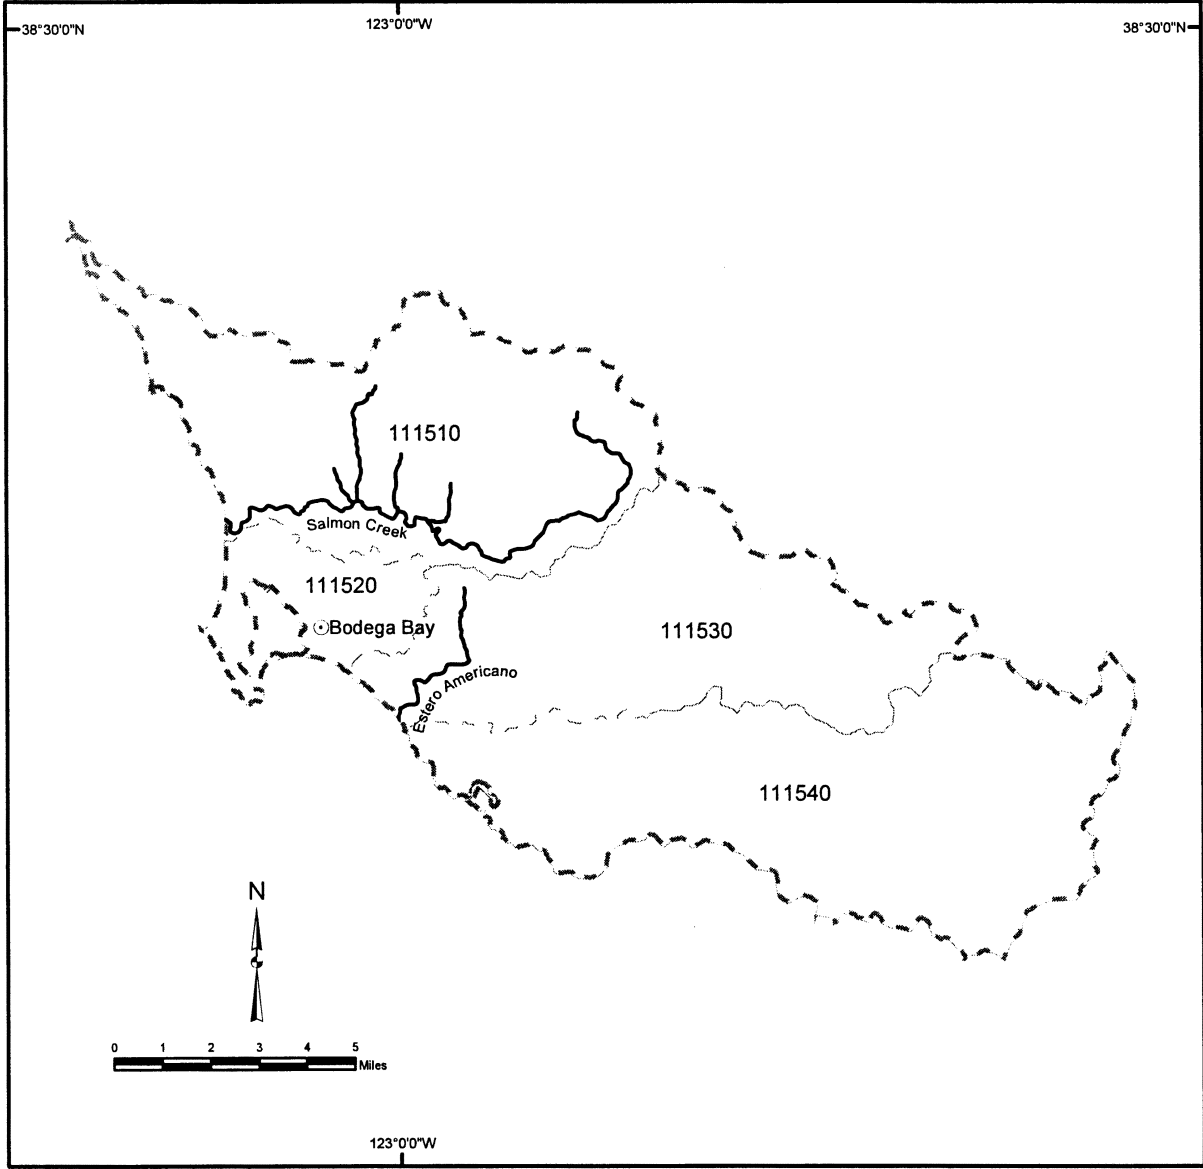 123°0'0"W
38°30'0"N
38°30'0"N
111510
Salmon Creek
111520
Bodega Bay
111530
Estero Americano
111540
N
0 1 2 3 4 5
Miles
123°0'0"W